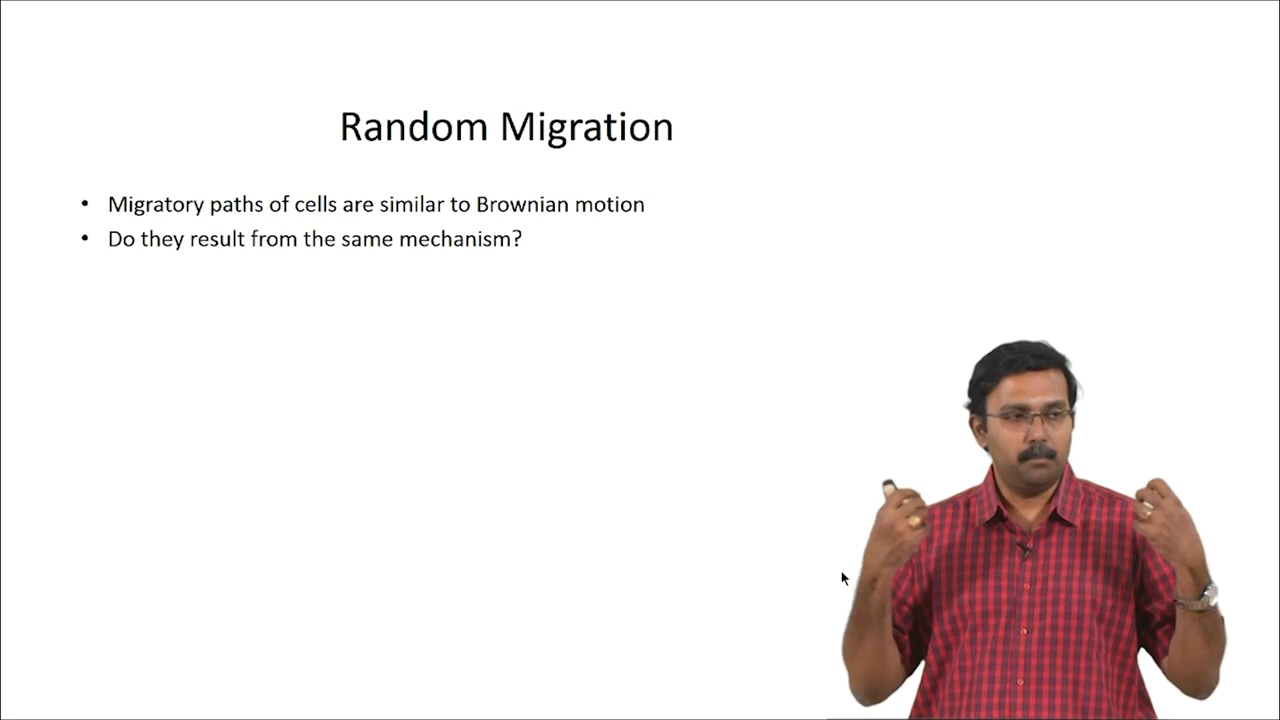 Random Migration
• Migratory paths of cells are similar to Brownian motion
• Do they result from the same mechanism?